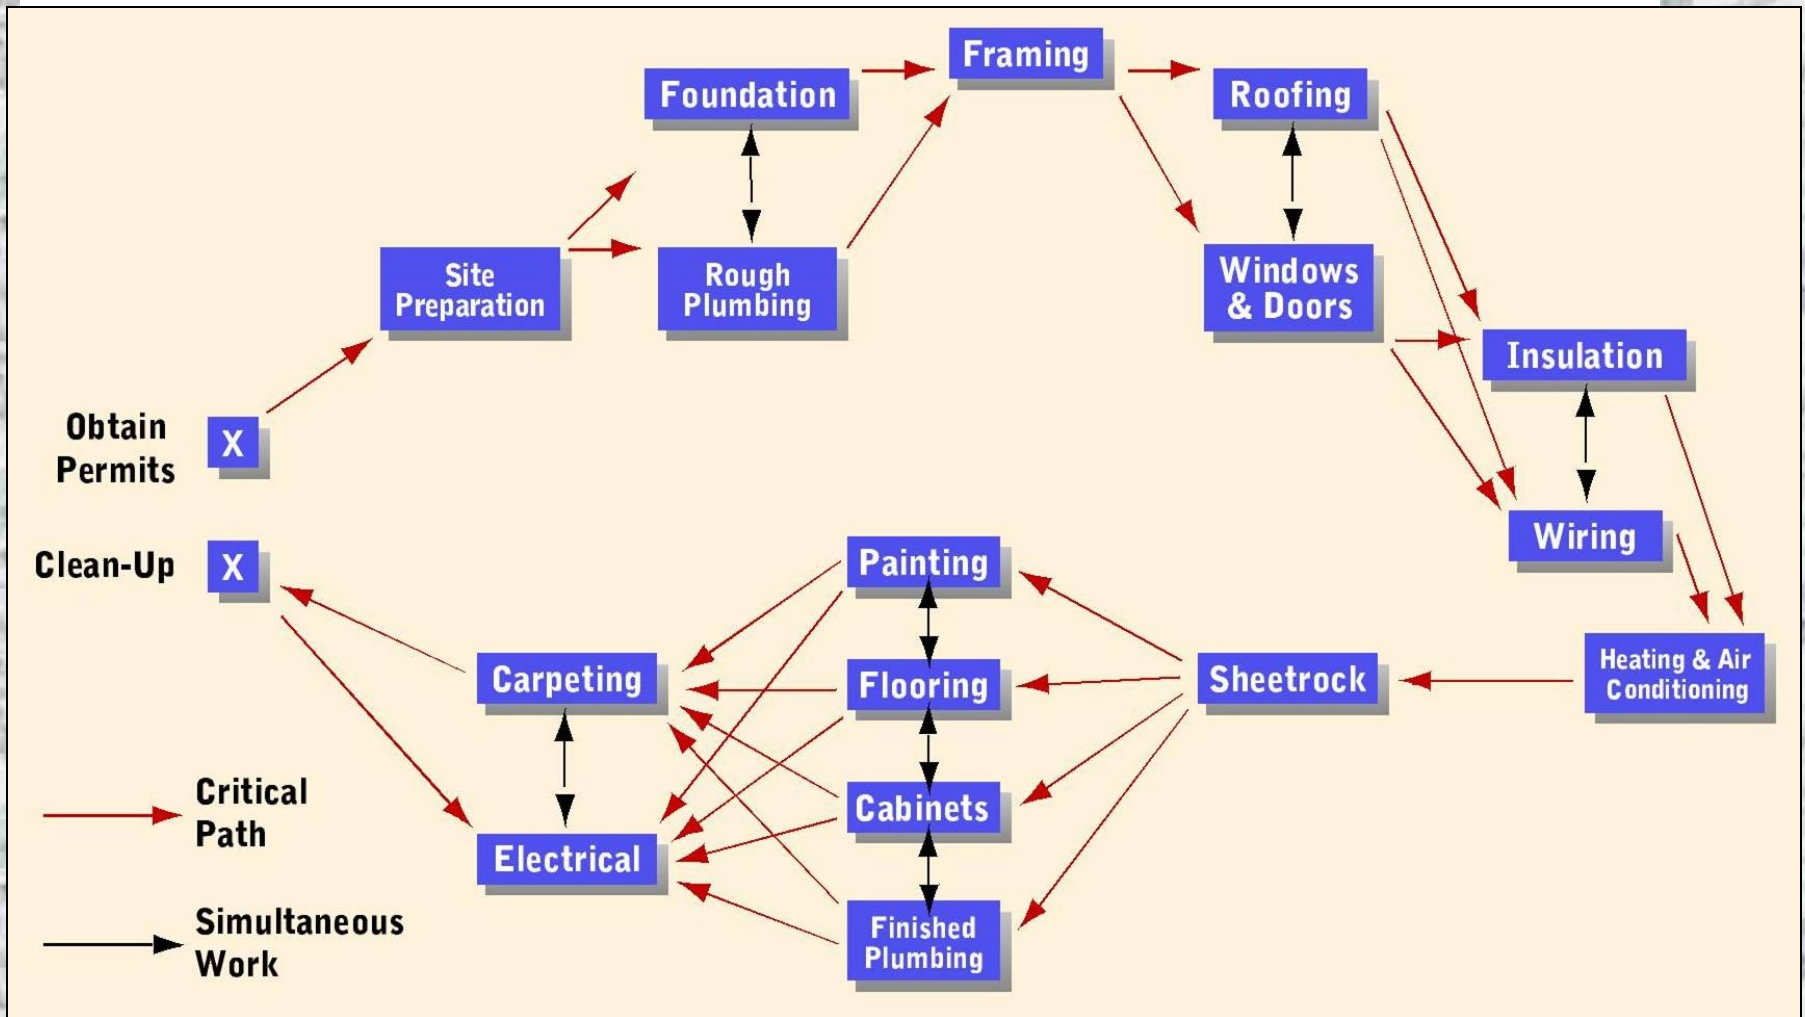 Framing
Foundation
Roofing
Site
Preparation
Rough
Plumbing
Windows
& Doors
Insulation
Obtain
Permits
X
Wiring
Clean-Up
X
Painting
Carpeting
Flooring
Sheetrock
Heating & Air
Conditioning
Cabinets
Electrical
Finished
Plumbing
Critical
Path
Simultaneous
Work